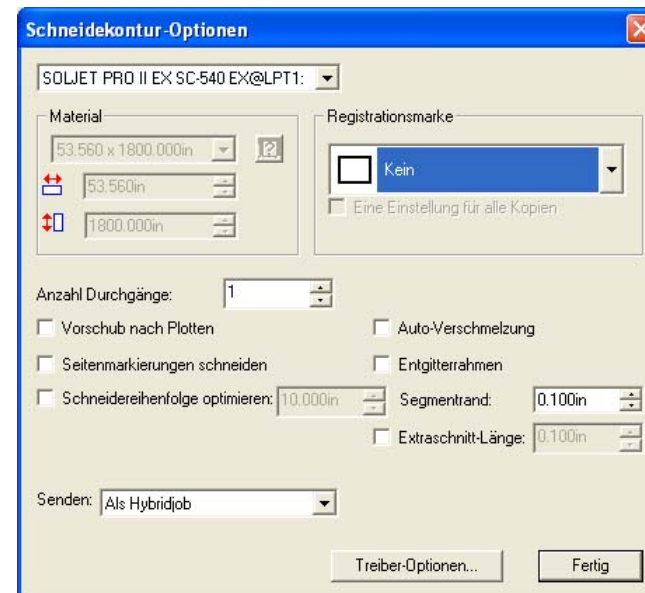 Schneidekontur-Optionen
SOLJET PRO II EX SC-540 EX@LPT1:
Material
53.560 x 1800.000in
53.560in
1800.000in
Registrationsmarke
Kein
Eine Einstellung für alle Kopien
Anzahl Durchgänge: 1
Vorschub nach Plotten
Auto-Verschmelzung
Seitenmarkierungen schneiden
Entgitterrahmen
Schneidereihenfolge optimieren: 10.000in
Segmentrand: 0.100in
Extraschnitt-Länge: 0.100in
Senden: Als Hybridjob
Treiber-Optionen...
Fertig